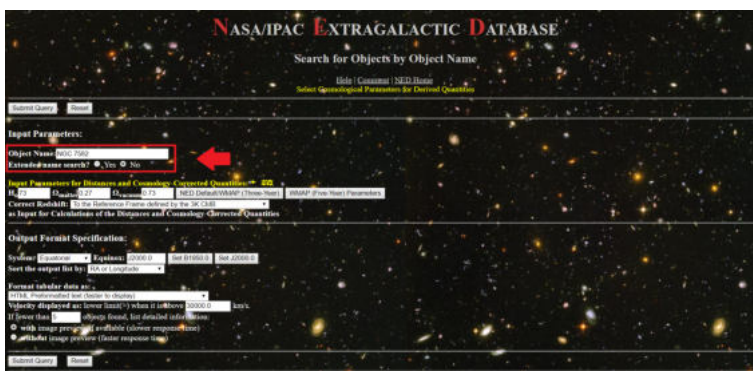 NASA/IPAC EXTRAGALACTIC DATABASE
Search for Objects by Object Name
Help | Comment | NED Home
Select Cosmological Parameters for Derived Quantities
Submit Query Reset
Input Parameters:
Object Name: NGC 7582
Extended name search? Yes No
Input Parameters for Distances and Cosmology-Corrected Quantities:
H 73 Ω 0.27 Ω 0.73 NED Default/WMAP (Three-Year) WMAP (Five-Year) Parameters
Correct Redshift: To the Reference Frame defined by the 3K CMB
as Input for Calculations of the Distances and Cosmology-Corrected Quantities
Output Format Specification:
System: Equatorial Equinox: J2000.0 Set B1950.0 Set J2000.0
Sort the output list by: RA or Longitude
Format tabular data as:
HTML Preformatted text (faster to display)
Velocity displayed as: lower limit(>) when it is above 30000.0 km/s.
If fewer than 5 objects found, list detailed information:
with image preview if available (slower response time)
without image preview (faster response time)
Submit Query Reset